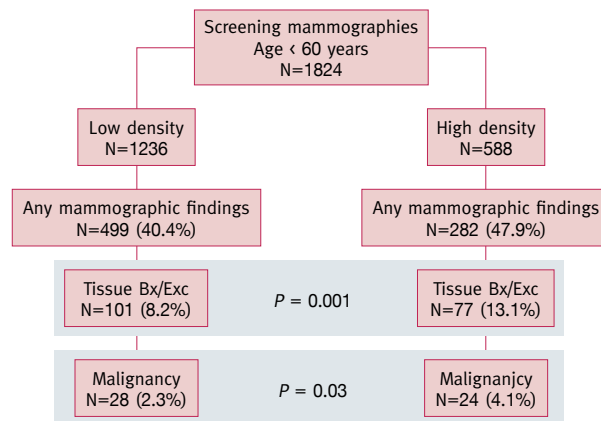 Screening mammographies
Age < 60 years
N=1824
Low density
N=1236
High density
N=588
Any mammographic findings
N=499 (40.4%)
Any mammographic findings
N=282 (47.9%)
Tissue Bx/Exc
N=101 (8.2%)
P = 0.001
Tissue Bx/Exc
N=77 (13.1%)
Malignancy
N=28 (2.3%)
P = 0.03
Malignanjcy
N=24 (4.1%)